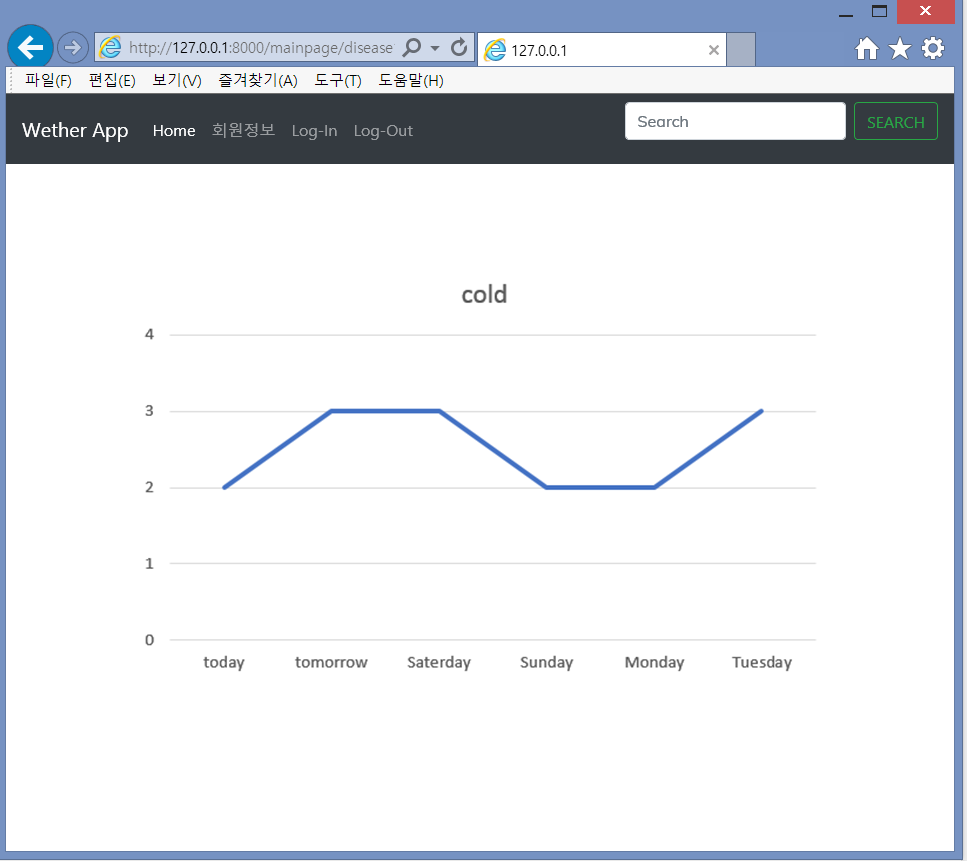 http://127.0.0.1:8000/mainpage/disease
127.0.0.1
파일(F) 편집(E) 보기(V) 즐겨찾기(A) 도구(T) 도움말(H)
Wether App Home 회원정보 Log-In Log-Out Search SEARCH
cold
4
3
2
1
0
today tomorrow Saterday Sunday Monday Tuesday